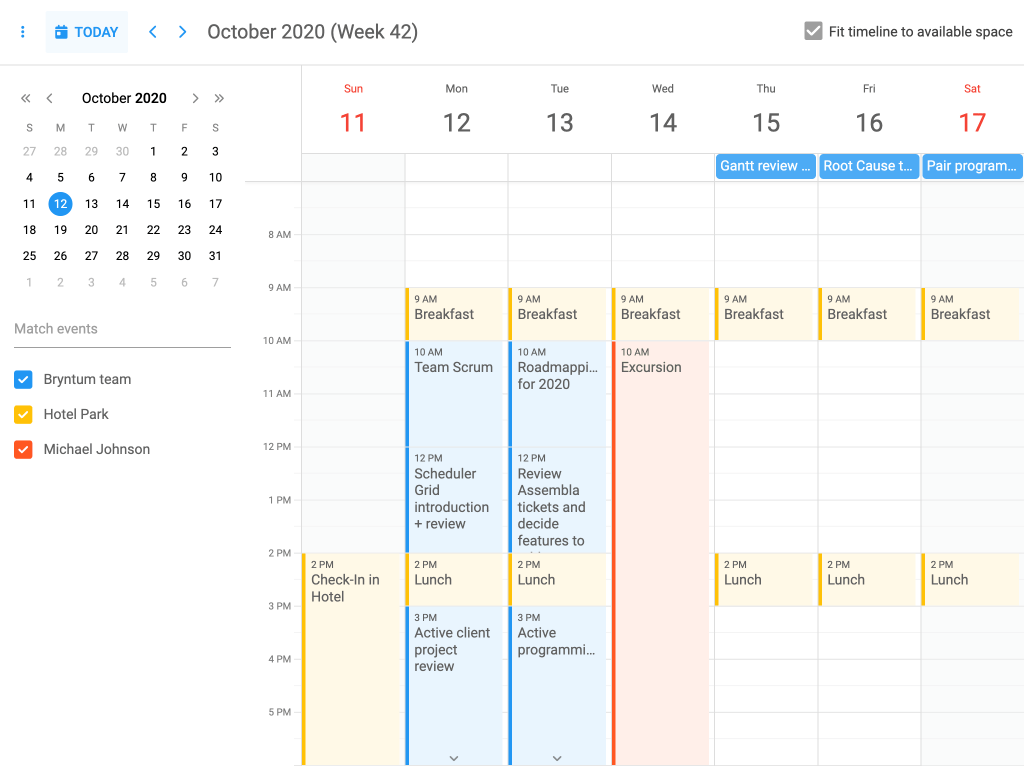 TODAY
October 2020 (Week 42)
Fit timeline to available space
October 2020
S M T W T F S
27 28 29 30 1 2 3
4 5 6 7 8 9 10
11 12 13 14 15 16 17
18 19 20 21 22 23 24
25 26 27 28 29 30 31
1 2 3 4 5 6 7
Match events
Bryntum team
Hotel Park
Michael Johnson
Sun Mon Tue Wed Thu Fri Sat
11 12 13 14 15 16 17
Gantt review ...
Root Cause t...
Pair program...
8 AM
9 AM
10 AM
11 AM
12 PM
1 PM
2 PM
3 PM
4 PM
5 PM
2 PM
Check-In in
Hotel
9 AM
Breakfast
10 AM
Team Scrum
12 PM
Scheduler
Grid
introduction
+ review
2 PM
Lunch
3 PM
Active client
project
review
9 AM
Breakfast
10 AM
Roadmappi...
for 2020
12 PM
Review
Assembla
tickets and
decide
features to
2 PM
Lunch
3 PM
Active
programmi...
9 AM
Breakfast
10 AM
Excursion
9 AM
Breakfast
2 PM
Lunch
9 AM
Breakfast
2 PM
Lunch
9 AM
Breakfast
2 PM
Lunch